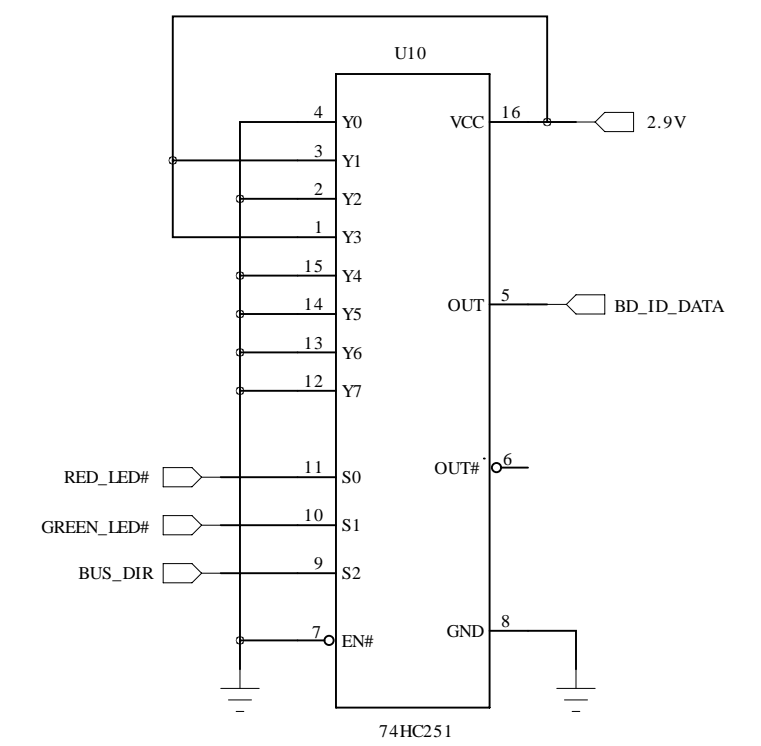 U10
4 Y0 VCC 16 2.9V
3 Y1
2 Y2
1 Y3
15 Y4
14 Y5 OUT 5 BD_ID_DATA
13 Y6
12 Y7
RED_LED# 11 S0 OUT# 6
GREEN_LED# 10 S1
BUS_DIR 9 S2
7 EN# GND 8
74HC251